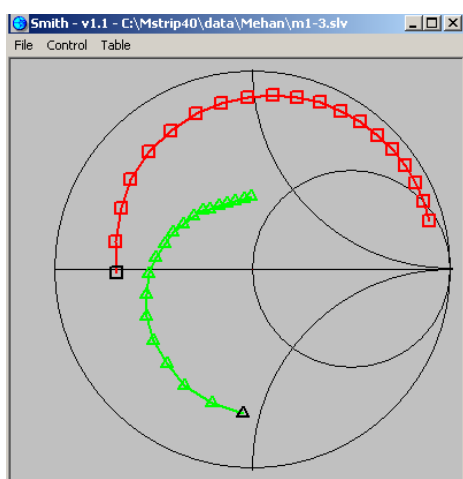 Smith - v1.1 - C:\Mstrip40\data\Mehan\m1-3.slv
File Control Table